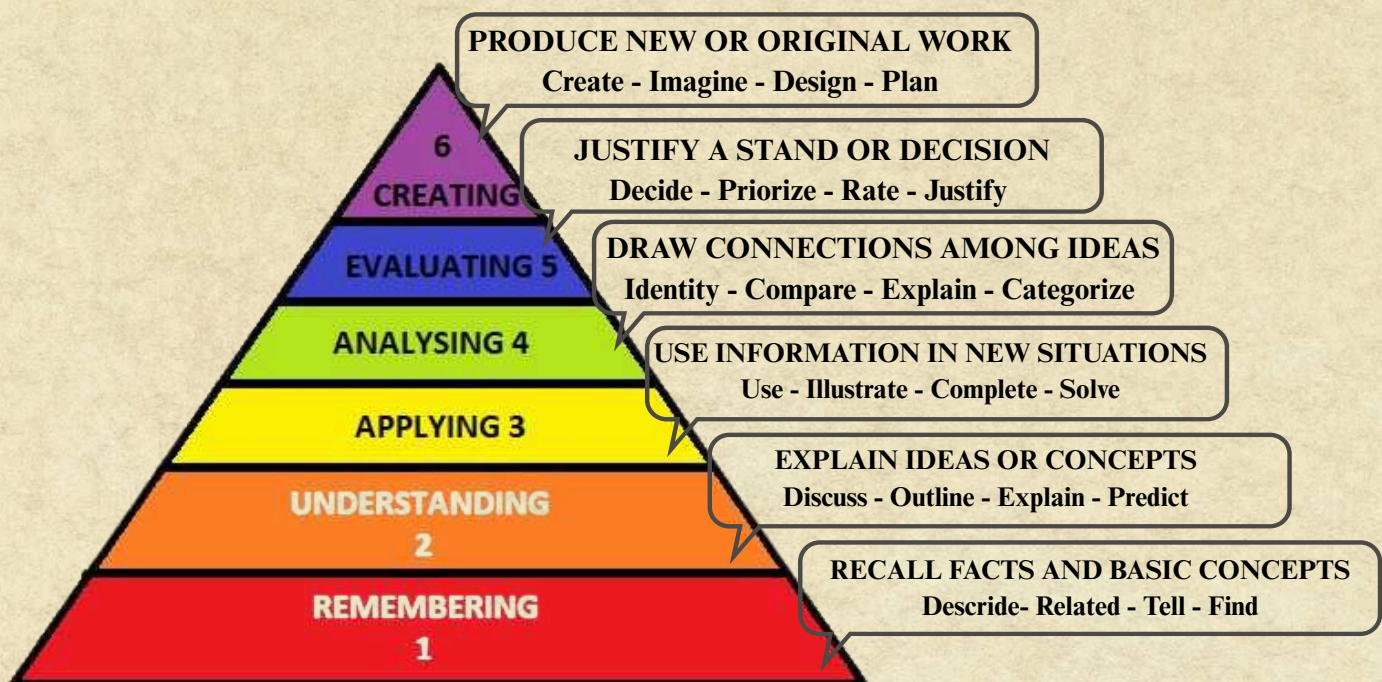 PRODUCE NEW OR ORIGINAL WORK
Create - Imagine - Design - Plan
6
CREATING
JUSTIFY A STAND OR DECISION
Decide - Priorize - Rate - Justify
EVALUATING 5
DRAW CONNECTIONS AMONG IDEAS
Identity - Compare - Explain - Categorize
ANALYSING 4
USE INFORMATION IN NEW SITUATIONS
Use - Illustrate - Complete - Solve
APPLYING 3
EXPLAIN IDEAS OR CONCEPTS
Discuss - Outline - Explain - Predict
UNDERSTANDING
2
RECALL FACTS AND BASIC CONCEPTS
Descride- Related - Tell - Find
REMEMBERING
1